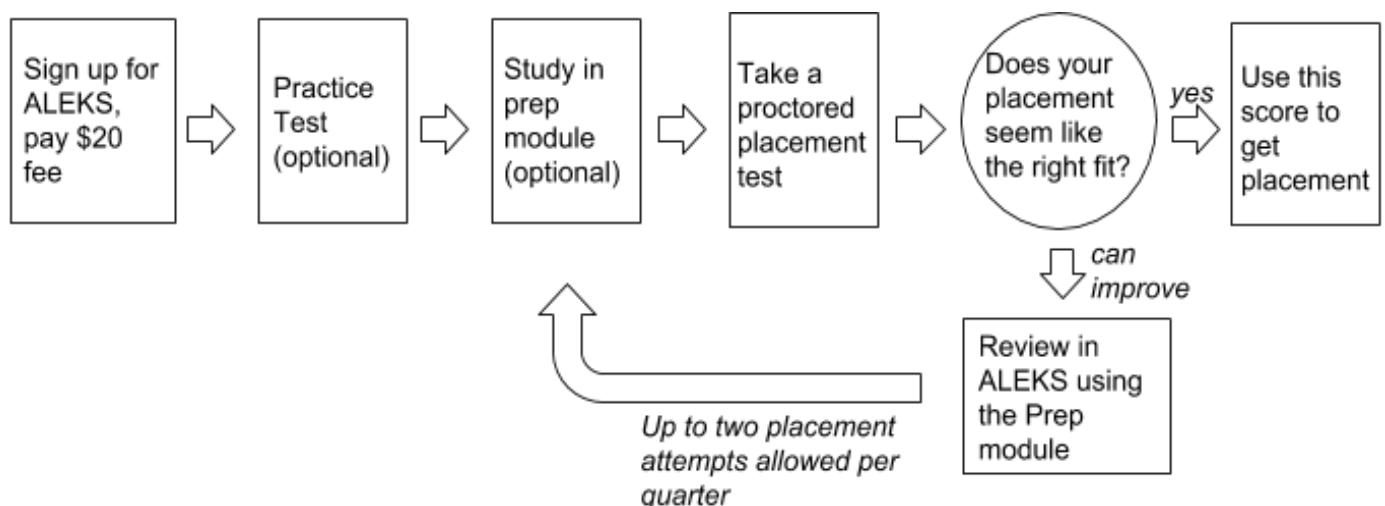 Sign up for
ALEKS,
pay $20
fee
Practice
Test
(optional)
Study in
prep
module
(optional)
Take a
proctored
placement
test
Does your
placement
seem like
the right fit?
yes
Use this
score to
get
placement
can
improve
Review in
ALEKS using
the Prep
module
Up to two placement
attempts allowed per
quarter